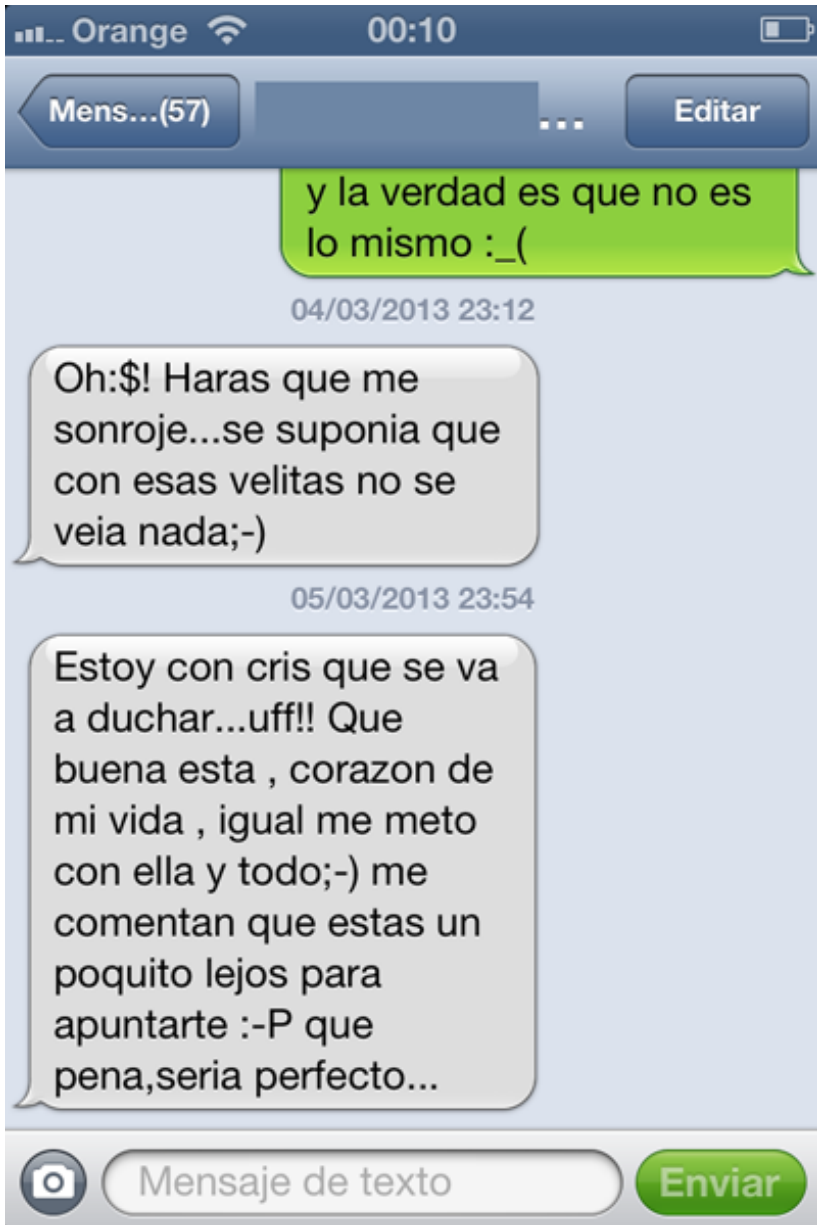 Orange 00:10
Mens...(57) ... Editar
y la verdad es que no es
lo mismo :_(
04/03/2013 23:12
Oh:$! Haras que me
sonroje...se suponia que
con esas velitas no se
veia nada;-)
05/03/2013 23:54
Estoy con cris que se va
a duchar...uff!! Que
buena esta , corazon de
mi vida , igual me meto
con ella y todo;-) me
comentan que estas un
poquito lejos para
apuntarte :-P que
pena,seria perfecto...
Mensaje de texto Enviar